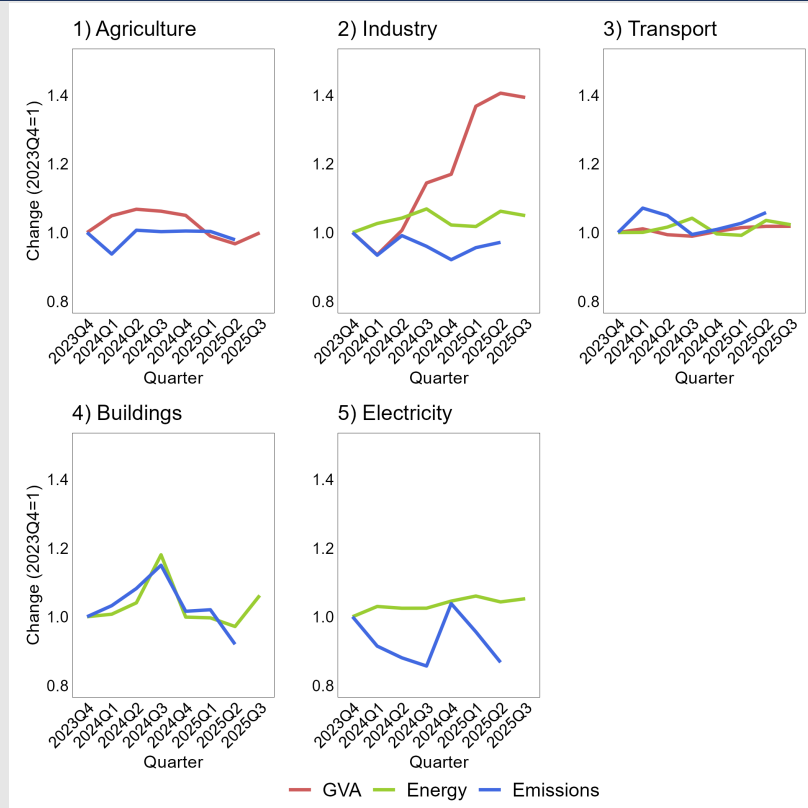 1) Agriculture
2) Industry
3) Transport
Change (2023Q4=1)
1.4
1.2
1.0
0.8
1.4
1.2
1.0
0.8
1.4
1.2
1.0
0.8
2023Q4
2024Q1
2024Q2
2024Q3
2024Q4
2025Q1
2025Q2
2025Q3
2023Q4
2024Q1
2024Q2
2024Q3
2024Q4
2025Q1
2025Q2
2025Q3
2023Q4
2024Q1
2024Q2
2024Q3
2024Q4
2025Q1
2025Q2
2025Q3
Quarter
Quarter
Quarter
4) Buildings
5) Electricity
Change (2023Q4=1)
1.4
1.2
1.0
0.8
1.4
1.2
1.0
0.8
2023Q4
2024Q1
2024Q2
2024Q3
2024Q4
2025Q1
2025Q2
2025Q3
2023Q4
2024Q1
2024Q2
2024Q3
2024Q4
2025Q1
2025Q2
2025Q3
Quarter
Quarter
GVA Energy Emissions